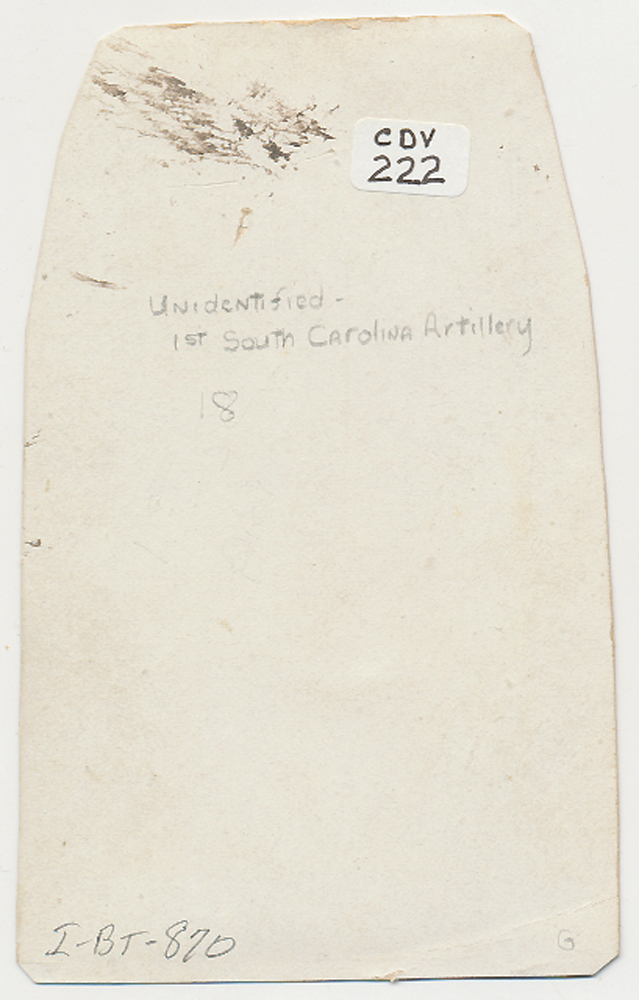 CDV
222
Unidentified -
1st South Carolina Artillery
18
I-BT-870
G